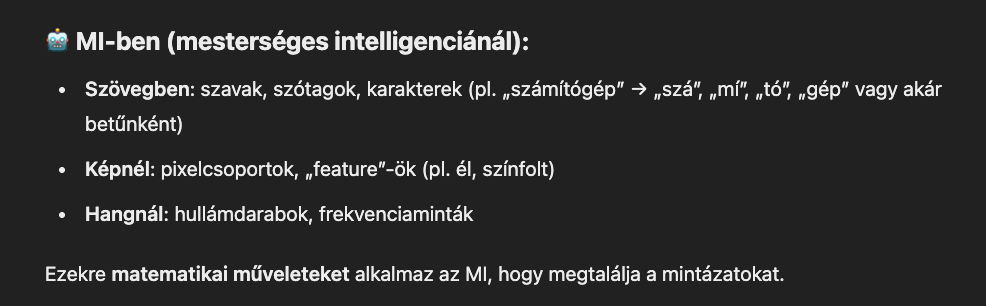 🤖 MI-ben (mesterséges intelligenciánál):
• Szövegben: szavak, szótagok, karakterek (pl. „számítógép” → „szá”, „mí”, „tó”, „gép” vagy akár
betűnként)
• Képnél: pixelcsoportok, „feature”-ök (pl. él, színfolt)
• Hangnál: hullámdarabok, frekvenciaminták
Ezekre matematikai műveleteket alkalmaz az MI, hogy megtalálja a mintázatokat.